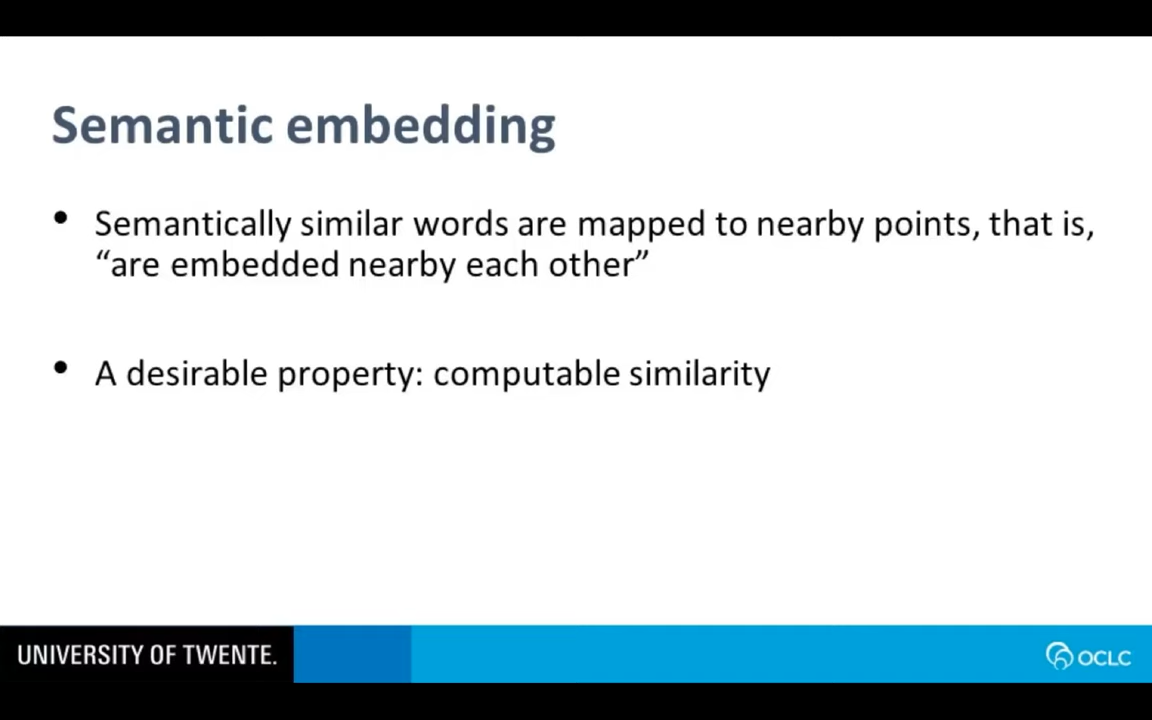 Semantic embedding
• Semantically similar words are mapped to nearby points, that is,
“are embedded nearby each other”
• A desirable property: computable similarity
UNIVERSITY OF TWENTE.
OCLC